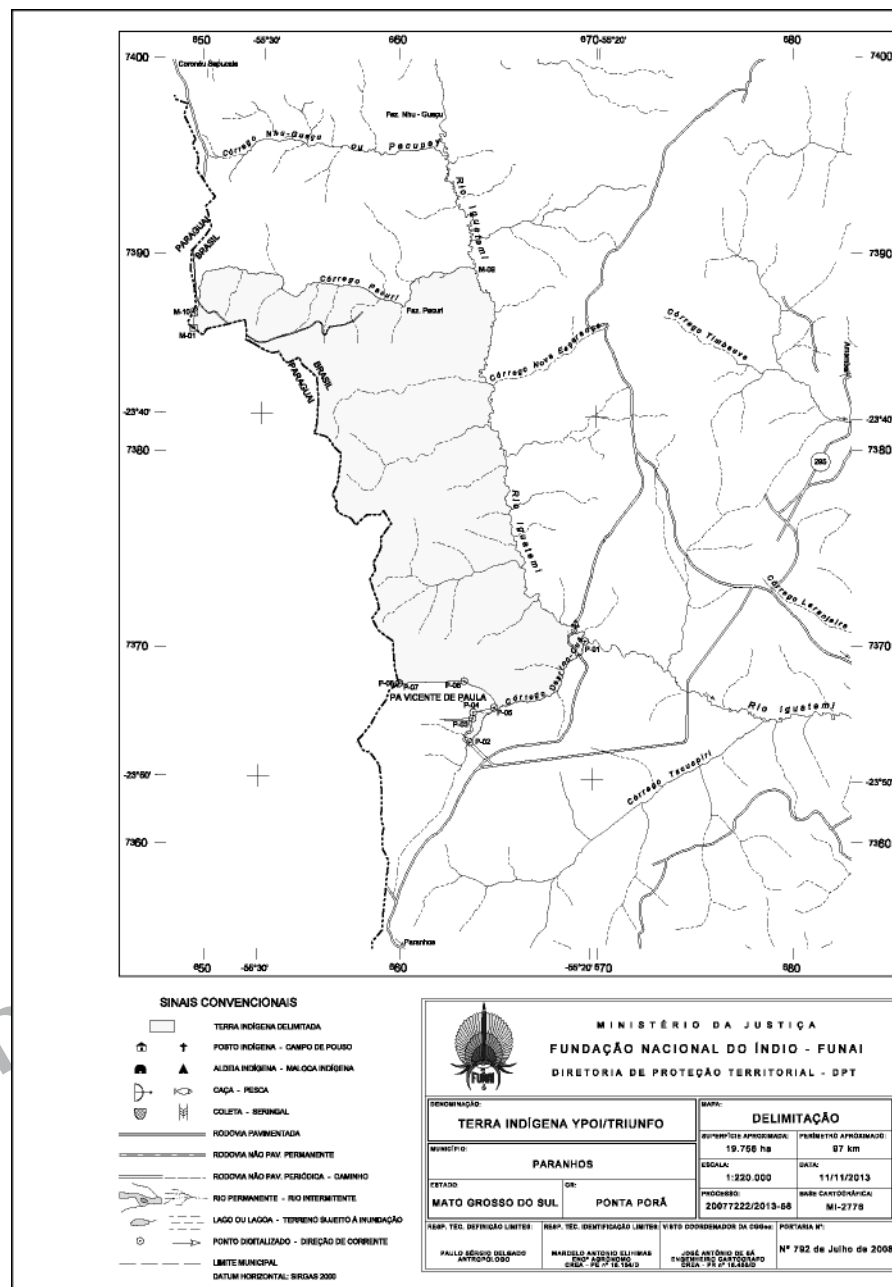 650 -55°30' 660 670 -55°20' 680
7400 7400
Coronéu Sapucaia
Faz. Nhu-Guaçu
Córrego Nhu-Guaçu ou Pecupey
Rio Iguatemi
PARAGUAI
BRASIL
7390 7390
M-09
Córrego Pacuri
M-10
Faz. Pacuri
M-01
Córrego Nova Esperança
Córrego Timbauva
Amambaí
BRASIL
PARAGUAI
-23°40' -23°40'
7380 7380
295
Rio Iguatemi
Córrego Laranjeira
7370 7370
P-01
P-08 P-07 P-06
PA VICENTE DE PAULA
Córrego
P-04 P-05
P-03
Rio Iguatemi
P-02
-23°50' -23°50'
Córrego Tacuapiri
7360 7360
Paranhos
650 -55°30' 660 -55°20' 670 680
SINAIS CONVENCIONAIS
TERRA INDÍGENA DELIMITADA
POSTO INDÍGENA - CAMPO DE POUSO
ALDEIA INDÍGENA - MALOCA INDÍGENA
CAÇA - PESCA
COLETA - SERINGAL
RODOVIA PAVIMENTADA
RODOVIA NÃO PAV. PERMANENTE
RODOVIA NÃO PAV. PERIÓDICA - CAMINHO
RIO PERMANENTE - RIO INTERMITENTE
LAGO OU LAGOA - TERRENO SUJEITO À INUNDAÇÃO
PONTO DIGITALIZADO - DIREÇÃO DE CORRENTE
LIMITE MUNICIPAL
DATUM HORIZONTAL: SIRGAS 2000
FUNAI
MINISTÉRIO DA JUSTIÇA
FUNDAÇÃO NACIONAL DO ÍNDIO - FUNAI
DIRETORIA DE PROTEÇÃO TERRITORIAL - DPT
DENOMINAÇÃO:
TERRA INDÍGENA YPOI/TRIUNFO
MAPA:
DELIMITAÇÃO
MUNICÍPIO:
PARANHOS
SUPERFÍCIE APROXIMADA:
19.756 ha
PERÍMETRO APROXIMADO:
97 km
ESCALA:
1:220.000
DATA:
11/11/2013
ESTADO:
MATO GROSSO DO SUL
CR:
PONTA PORÃ
PROCESSO:
20077222/2013-56
BASE CARTOGRÁFICA:
MI-2776
RESP. TÉC. DEFINIÇÃO LIMITES:
PAULO SÉRGIO DELGADO
ANTROPÓLOGO
RESP. TÉC. IDENTIFICAÇÃO LIMITES:
MARCELO ANTONIO ELIHIMAS
ENGº AGRÔNOMO
VISTO COORDENADOR DA CGGeo:
JOSÉ ANTÔNIO DE SÁ
ENGENHEIRO CARTÓGRAFO
PORTARIA Nº:
Nº 792 de Julho de 2008